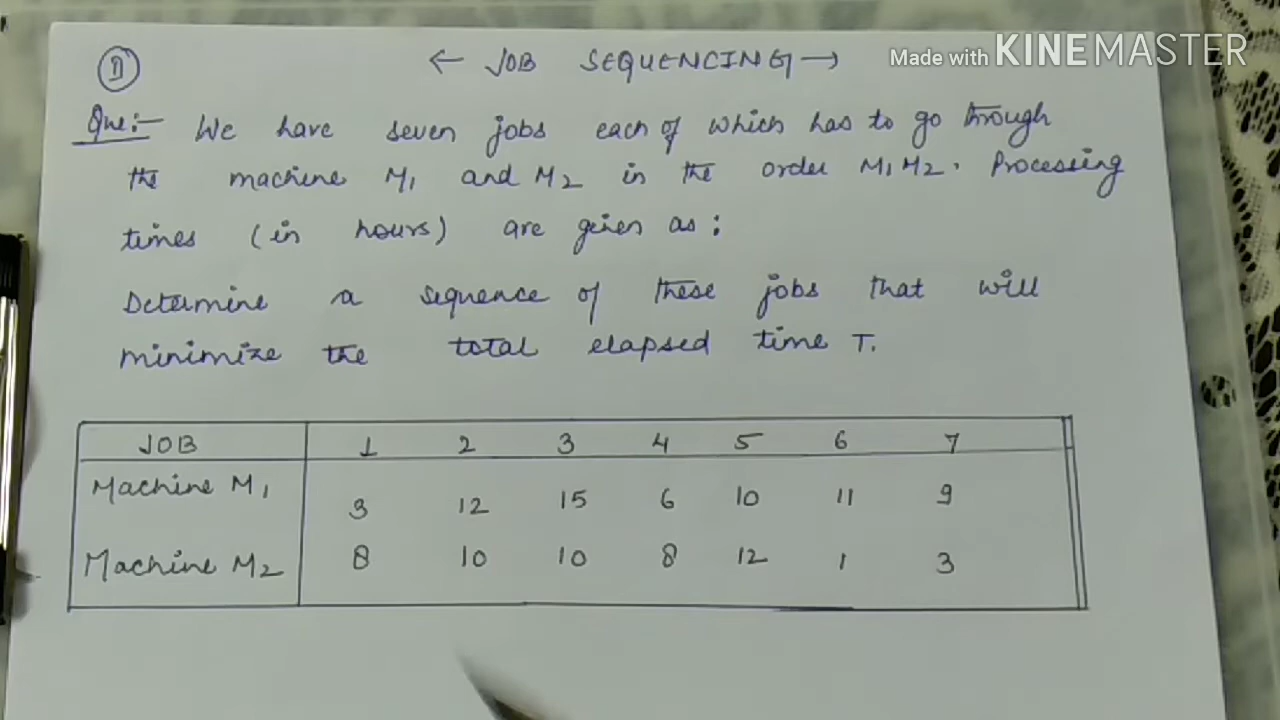 ① ← JOB SEQUENCING →
Made with KINEMASTER
Que:- We have seven jobs each of which has to go through
the machine M1 and M2 in the order M1M2. Processing
times (in hours) are given as:
Determine a sequence of these jobs that will
minimize the total elapsed time T.
JOB 1 2 3 4 5 6 7
Machine M1 3 12 15 6 10 11 9
Machine M2 8 10 10 8 12 1 3